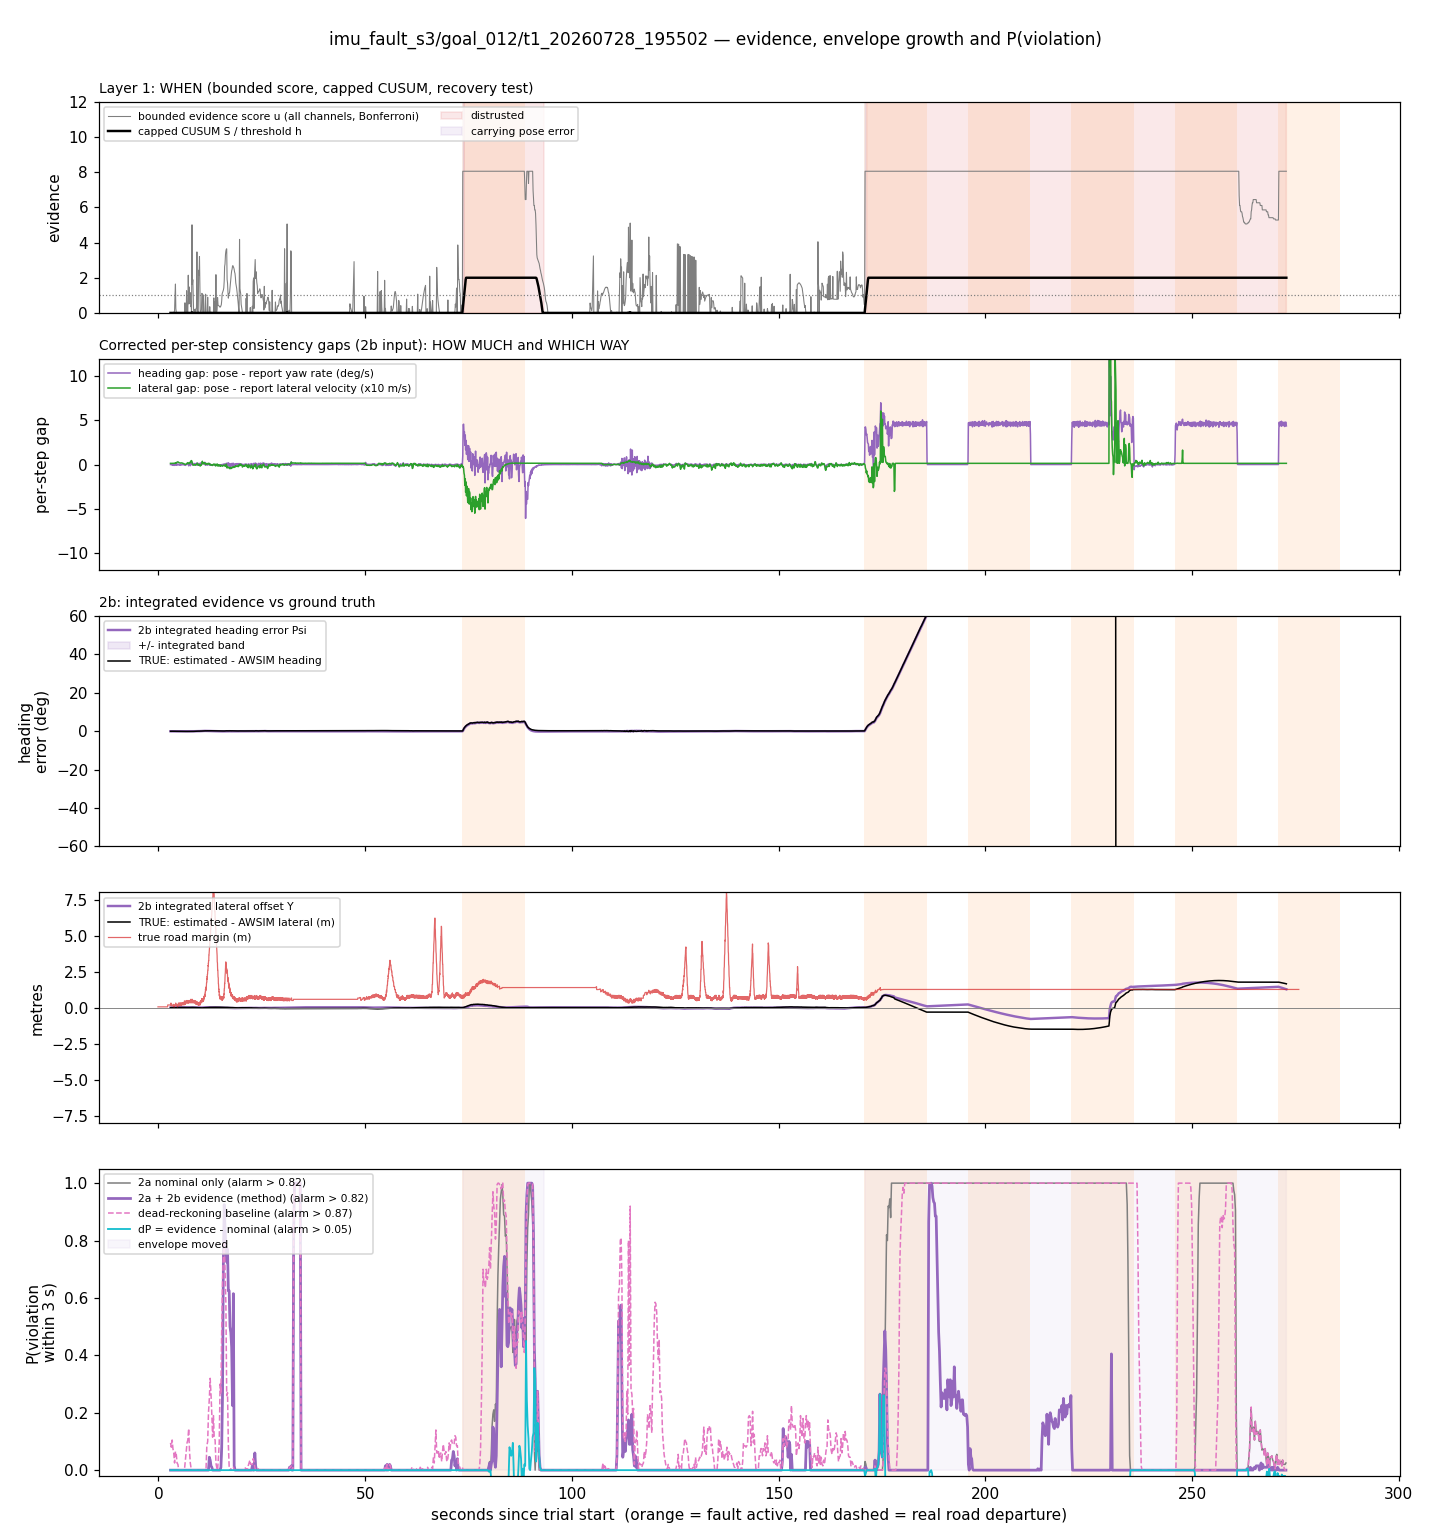 imu_fault_s3/goal_012/t1_20260728_195502 — evidence, envelope growth and P(violation)
Layer 1: WHEN (bounded score, capped CUSUM, recovery test)
bounded evidence score u (all channels, Bonferroni)
capped CUSUM S / threshold h
distrusted
carrying pose error
evidence
12
10
8
6
4
2
0
Corrected per-step consistency gaps (2b input): HOW MUCH and WHICH WAY
heading gap: pose - report yaw rate (deg/s)
lateral gap: pose - report lateral velocity (x10 m/s)
per-step gap
10
5
0
−5
−10
2b: integrated evidence vs ground truth
2b integrated heading error Psi
+/- integrated band
TRUE: estimated - AWSIM heading
heading
error (deg)
60
40
20
0
−20
−40
−60
2b integrated lateral offset Y
TRUE: estimated - AWSIM lateral (m)
true road margin (m)
metres
7.5
5.0
2.5
0.0
−2.5
−5.0
−7.5
2a nominal only (alarm > 0.82)
2a + 2b evidence (method) (alarm > 0.82)
dead-reckoning baseline (alarm > 0.87)
dP = evidence - nominal (alarm > 0.05)
envelope moved
P(violation
within 3 s)
1.0
0.8
0.6
0.4
0.2
0.0
0
50
100
150
200
250
300
seconds since trial start  (orange = fault active, red dashed = real road departure)